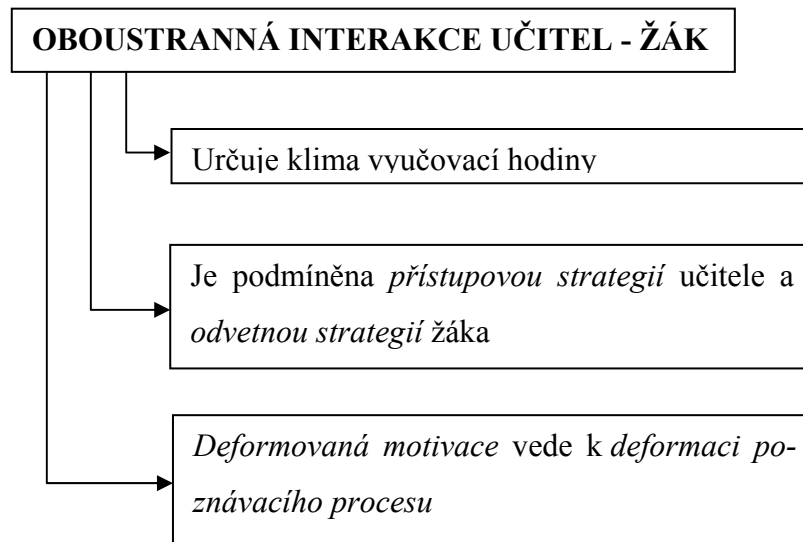 OBOUSTRANNÁ INTERAKCE UČITEL - ŽÁK
Určuje klima vyučovací hodiny
Je podmíněna přístupovou strategií učitele a
odvetnou strategií žáka
Deformovaná motivace vede k deformaci po-
znávacího procesu